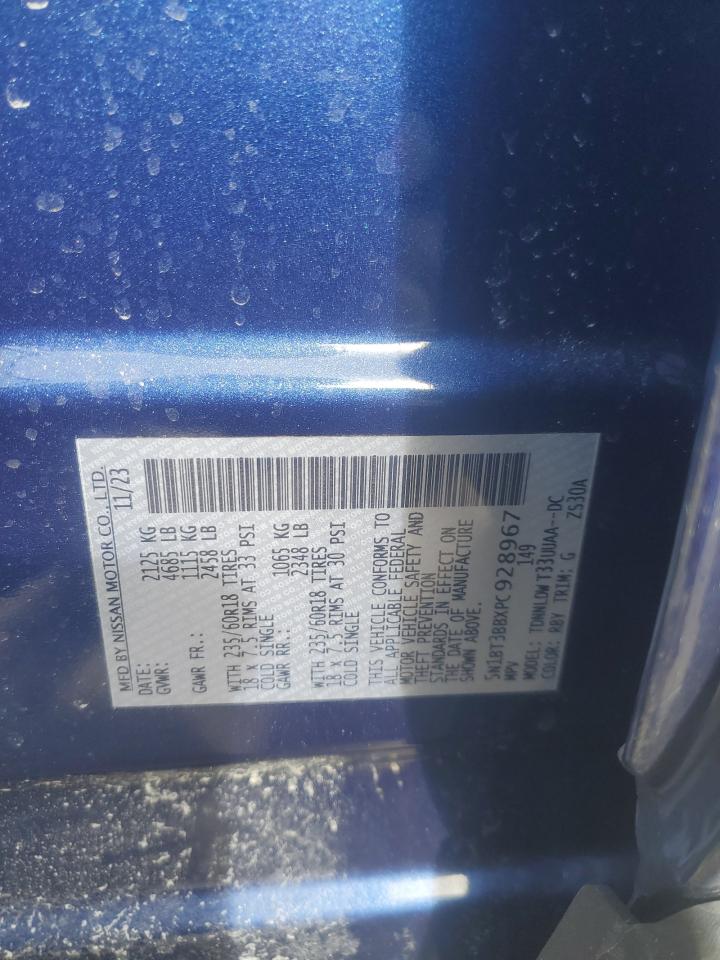 MFD BY NISSAN MOTOR CO., LTD.
DATE: 11/23
GVWR: 2125 KG
4685 LB
GAWR FR.: 1115 KG
2458 LB
WITH 235/60R18 TIRES
18 x 7.5 RIMS AT 33 PSI
COLD SINGLE
GAWR RR.: 1065 KG
2348 LB
WITH 235/60R18 TIRES
18 x 7.5 RIMS AT 30 PSI
COLD SINGLE
THIS VEHICLE CONFORMS TO
ALL APPLICABLE FEDERAL
MOTOR VEHICLE SAFETY AND
THEFT PREVENTION
STANDARDS IN EFFECT ON
THE DATE OF MANUFACTURE
SHOWN ABOVE.
5N1BT3BBXPC928967
MPV 149
MODEL: TDNNLDWT33UUAA--DC
COLOR: RBY TRIM: G ZS30A